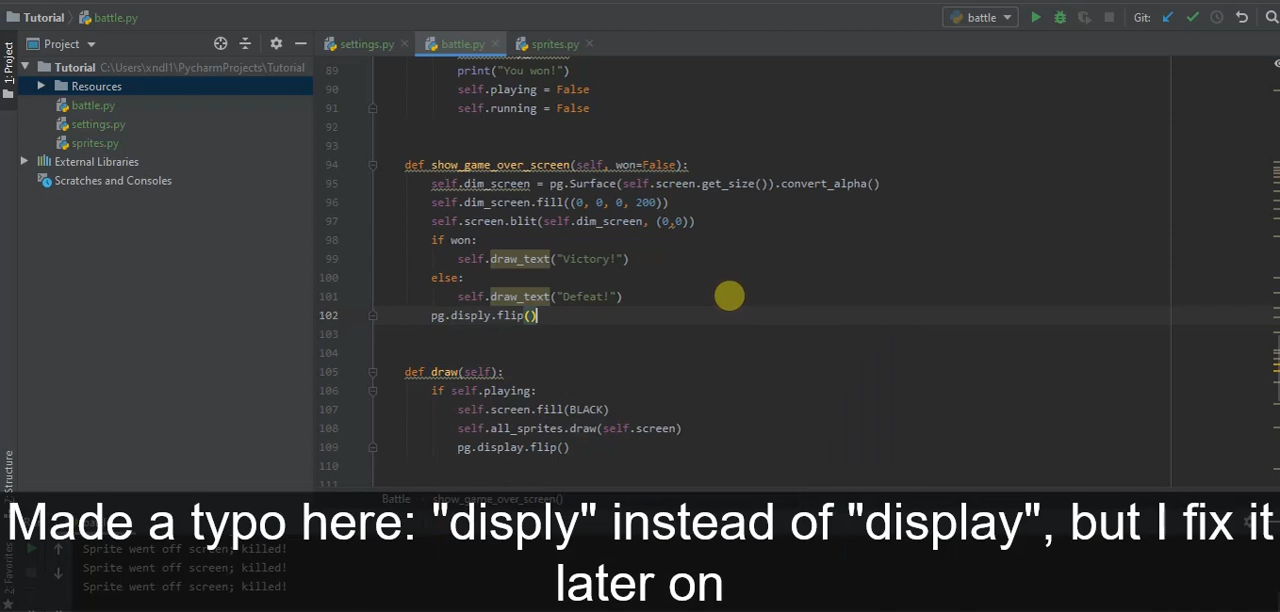 Tutorial battle.py battle Git:
Project settings.py battle.py sprites.py
1: Project
Tutorial C:\Users\xndl1\PycharmProjects\Tutorial
Resources
battle.py
settings.py
sprites.py
External Libraries
Scratches and Consoles
89 print("You won!")
90 self.playing = False
91 self.running = False
92
93
94 def show_game_over_screen(self, won=False):
95 self.dim_screen = pg.Surface(self.screen.get_size()).convert_alpha()
96 self.dim_screen.fill((0, 0, 0, 200))
97 self.screen.blit(self.dim_screen, (0,0))
98 if won:
99 self.draw_text("Victory!")
100 else:
101 self.draw_text("Defeat!")
102 pg.disply.flip()
103
104
105 def draw(self):
106 if self.playing:
107 self.screen.fill(BLACK)
108 self.all_sprites.draw(self.screen)
109 pg.display.flip()
110
111
Battle show_game_over_screen()
Structure
Made a typo here: "disply" instead of "display", but I fix it
later on
Sprite went off screen; killed!
Sprite went off screen; killed!
Sprite went off screen; killed!
2: Favorites